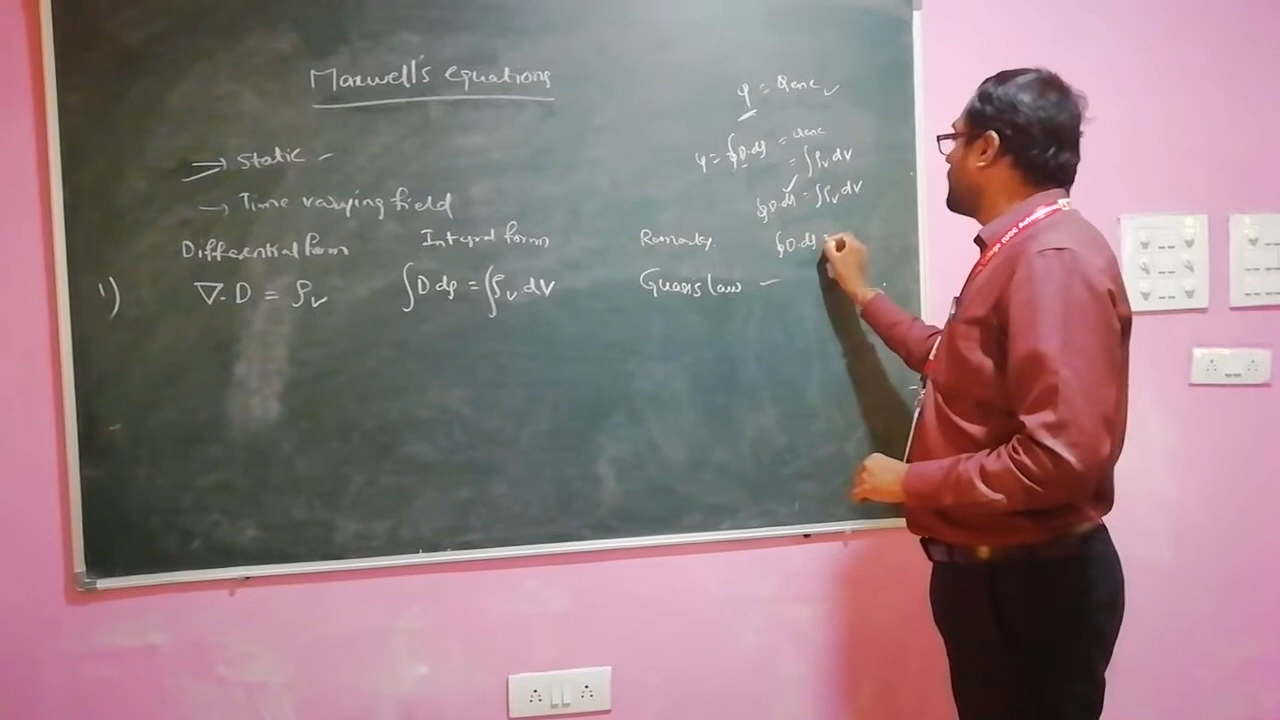 Maxwell's equations
→ Static –
→ Time varying field
Differential form Integral form Remarks
1) ∇. D = ρv ∫D ds = ∫ρv dv Guass law –
ψ = Qenc ✓
ψ = ∮D.ds = Qenc
= ∫ρv dv
∮D.ds = ∫ρv dv
∮D.ds =